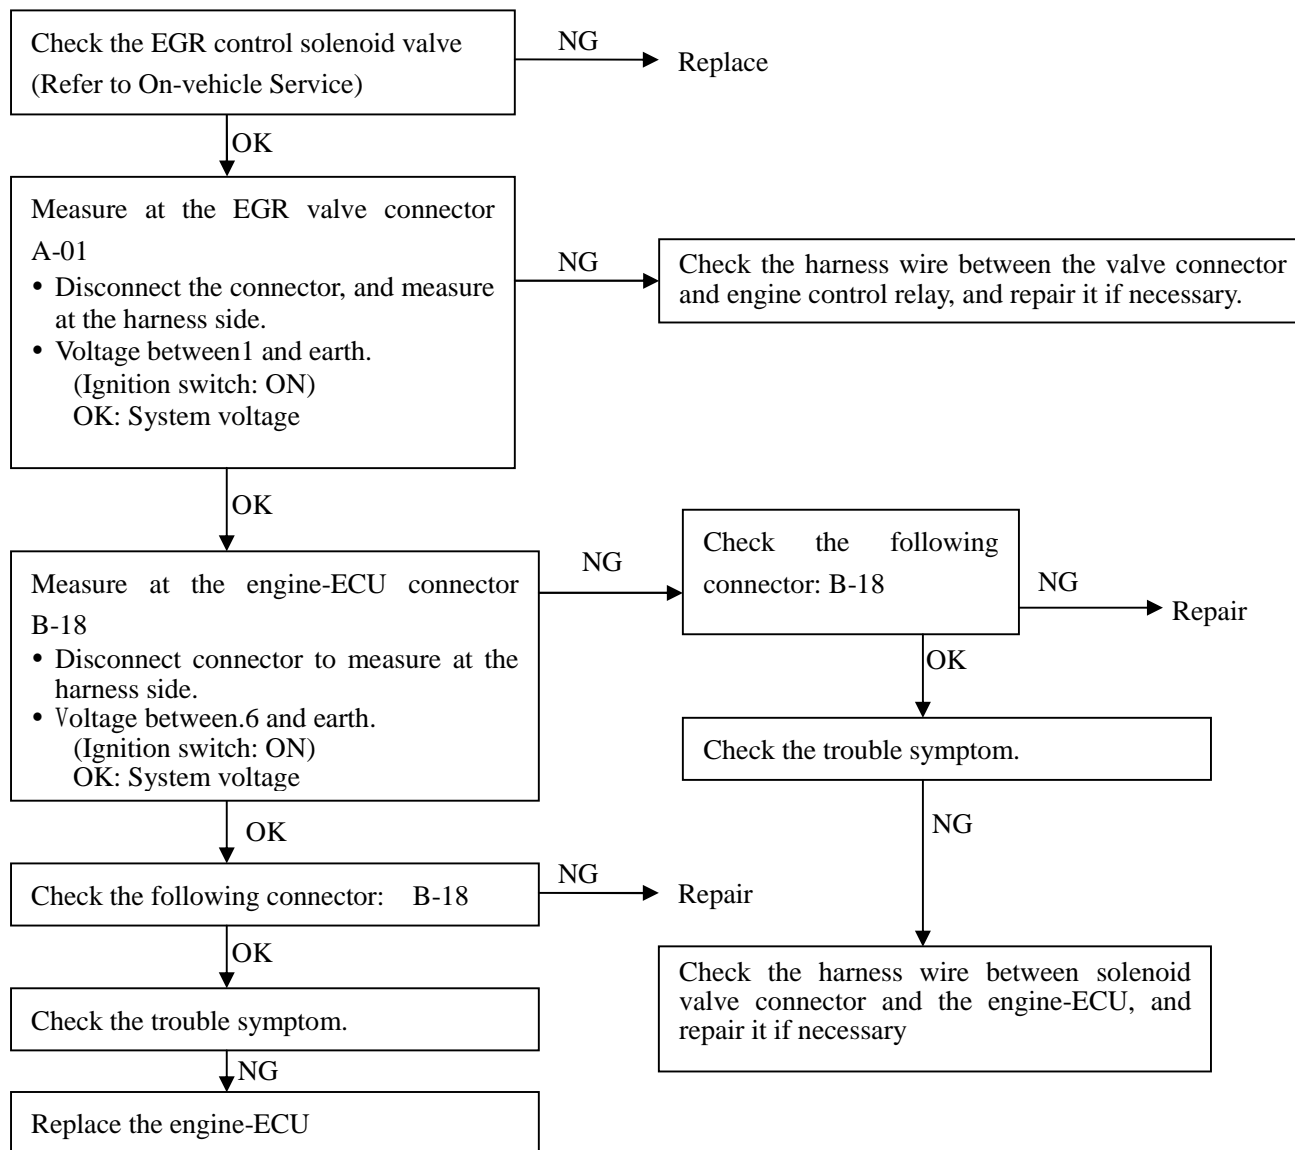 Check the EGR control solenoid valve
(Refer to On-vehicle Service)
NG
Replace
OK
Measure at the EGR valve connector
A-01
• Disconnect the connector, and measure
at the harness side.
• Voltage between1 and earth.
(Ignition switch: ON)
OK: System voltage
NG
Check the harness wire between the valve connector
and engine control relay, and repair it if necessary.
OK
Measure at the engine-ECU connector
B-18
• Disconnect connector to measure at the
harness side.
• Voltage between.6 and earth.
(Ignition switch: ON)
OK: System voltage
NG
Check the following
connector: B-18
NG
Repair
OK
Check the trouble symptom.
NG
Check the harness wire between solenoid
valve connector and the engine-ECU, and
repair it if necessary
OK
Check the following connector: B-18
NG
Repair
OK
Check the trouble symptom.
NG
Replace the engine-ECU